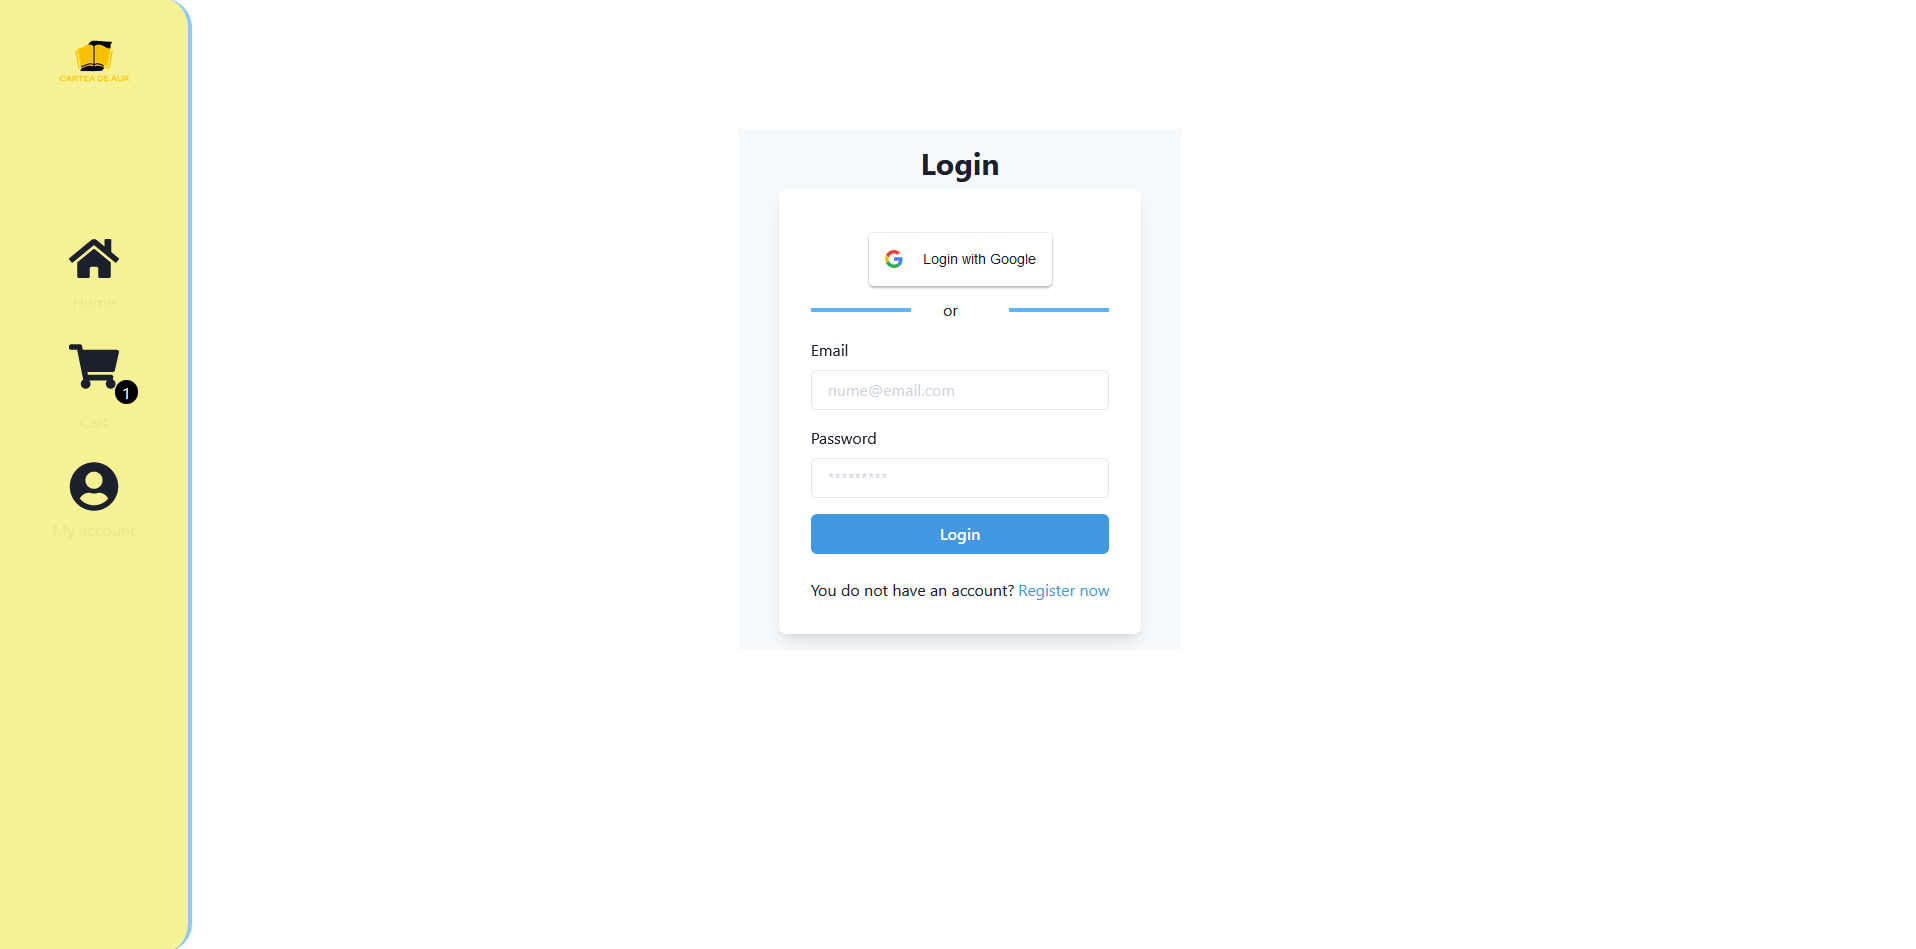 CARTEA DE AUR
Home
1
Cart
My account
Login
Login with Google
or
Email
nume@email.com
Password
*********
Login
You do not have an account? Register now